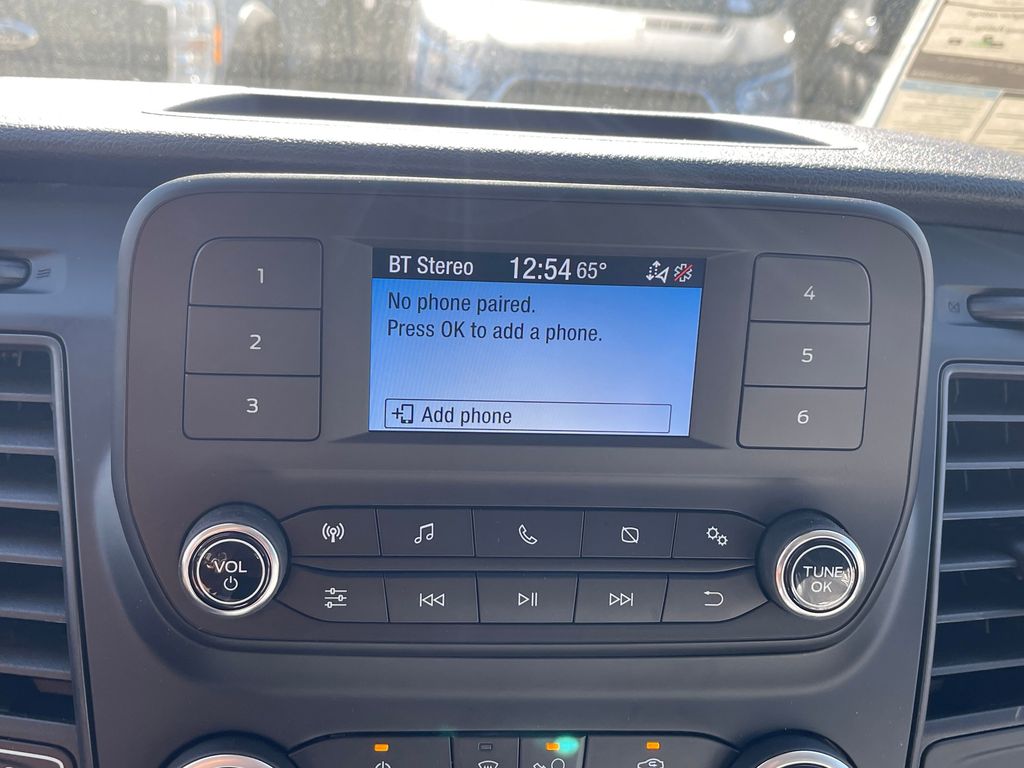 BT Stereo 12:54 65°
No phone paired.
Press OK to add a phone.
Add phone
1
2
3
4
5
6
VOL
TUNE
OK